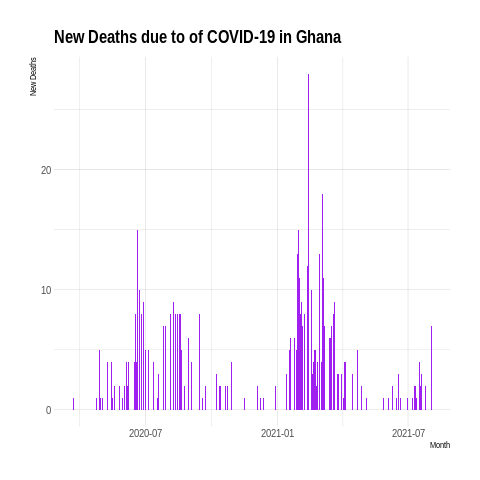 New Deaths due to of COVID-19 in Ghana
New Deaths
20
10
0
2020-07
2021-01
2021-07
Month